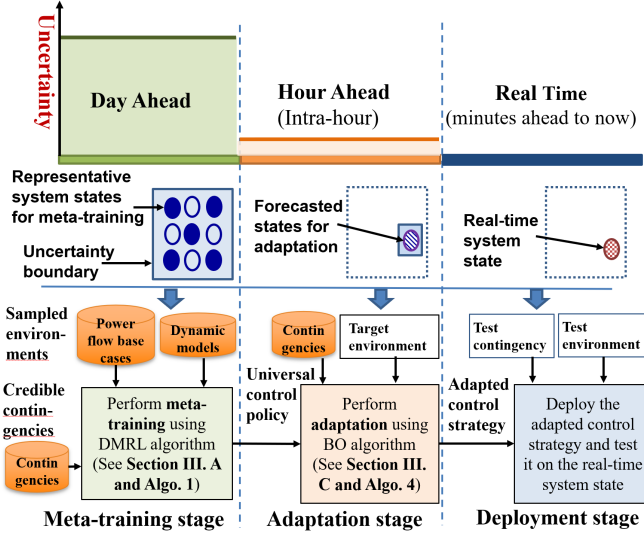 Uncertainty
Day Ahead
Hour Ahead
(Intra-hour)
Real Time
(minutes ahead to now)
Representative
system states
for meta-training
Uncertainty
boundary
Forecasted
states for
adaptation
Real-time
system
state
Sampled
environ-
ments
Power
flow base
cases
Dynamic
models
Contin
gencies
Target
environment
Test
contingency
Test
environment
Credible
contin-
gencies
Contin
gencies
Perform meta-
training using
DMRL algorithm
(See Section III. A
and Algo. 1)
Universal
control
policy
Perform
adaptation using
BO algorithm
(See Section III.
C and Algo. 4)
Adapted
control
strategy
Deploy the
adapted control
strategy and test
it on the real-time
system state
Meta-training stage
Adaptation stage
Deployment stage